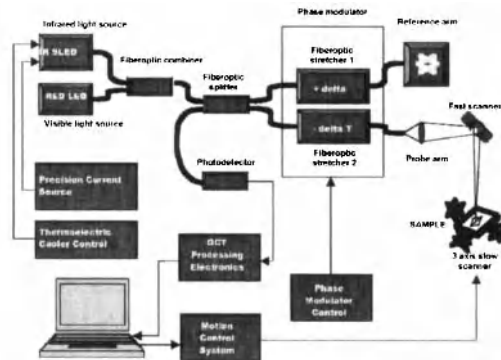 Infrared light source
Phase modulator
Reference arm
Fiberoptic combiner
Fiberoptic
stretcher 1
Fiberoptic
splitter
+ delta
RED LED
Fast scanner
- delta T
Visible light source
Fiberoptic
stretcher 2
Probe arm
Photodetector
Precision Current
Source
SAMPLE
Thermoelectric
Cooler Control
OCT
Processing
Electronics
3 axis slow
scanner
Phase
Modulator
Control
Motion
Control
System